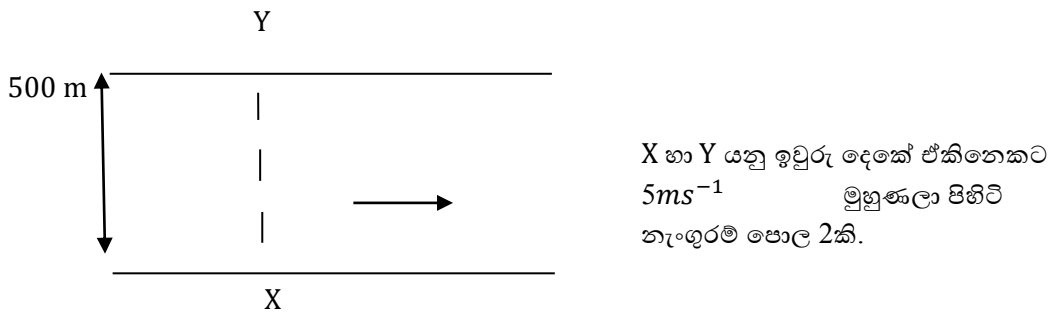 Y
500 m
X හා Y යනු ඉවුරු දෙකේ ඒකිනෙකට
5ms⁻¹ මුහුණලා පිහිටි
නැංගුරම් පොල 2කි.
X